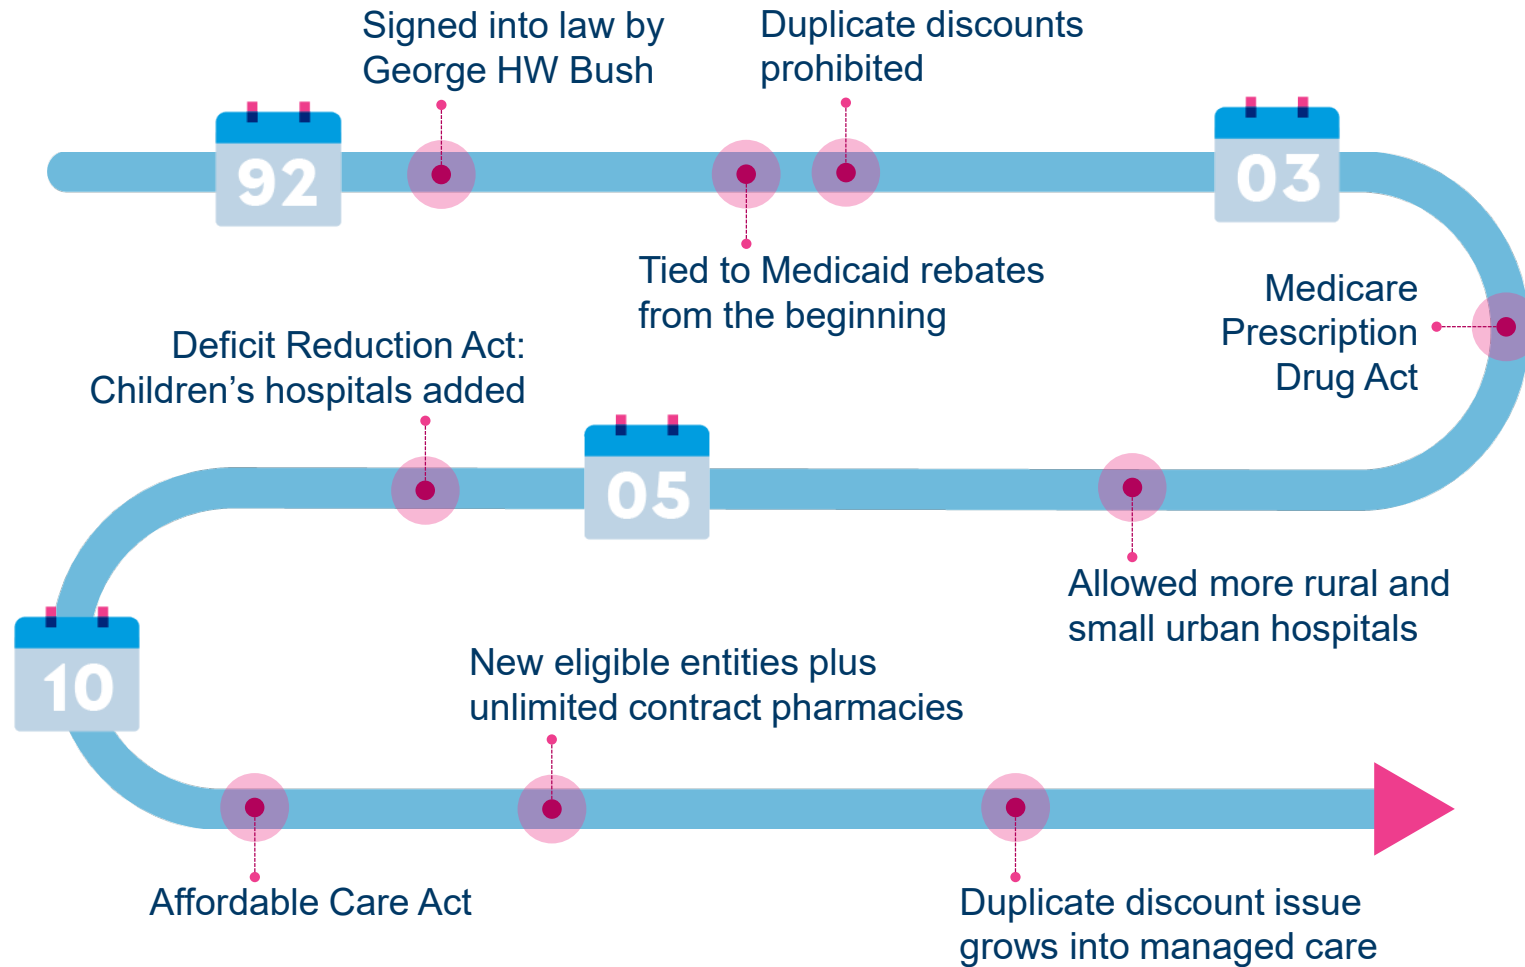 92
Signed into law by
George HW Bush
Tied to Medicaid rebates
from the beginning
Duplicate discounts
prohibited
03
Medicare
Prescription
Drug Act
Allowed more rural and
small urban hospitals
05
Deficit Reduction Act:
Children’s hospitals added
10
Affordable Care Act
New eligible entities plus
unlimited contract pharmacies
Duplicate discount issue
grows into managed care